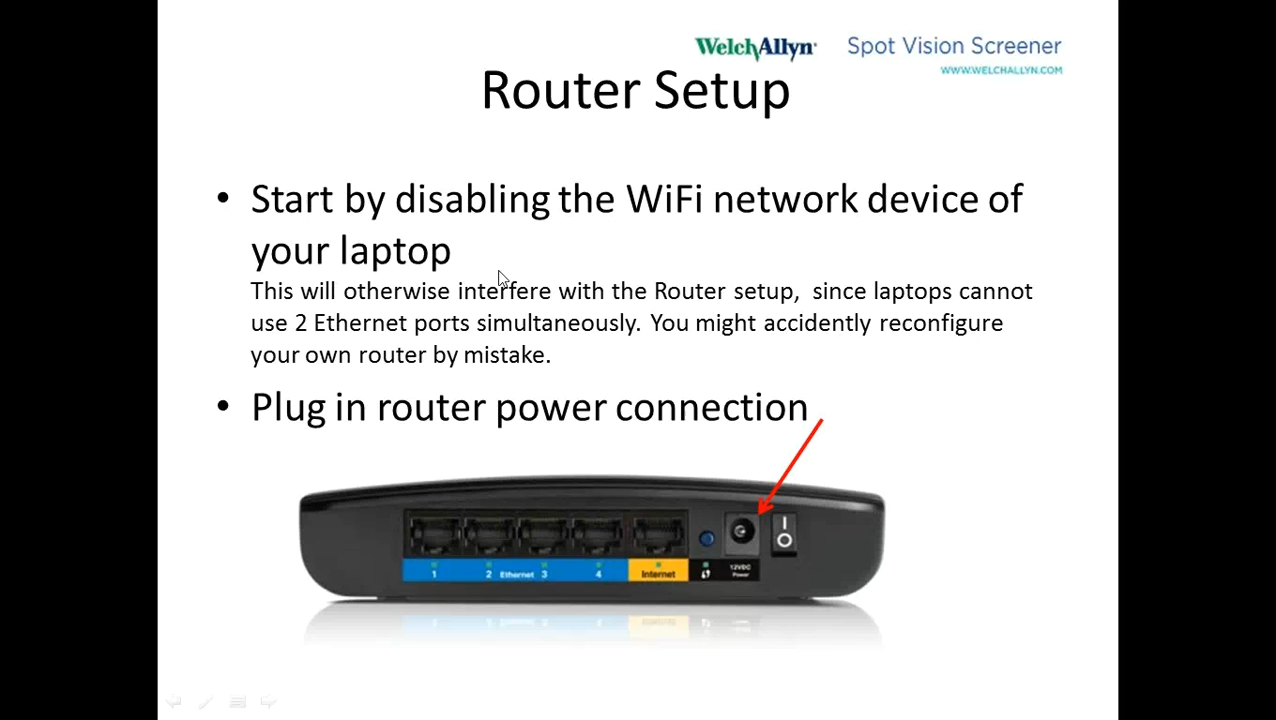 WelchAllyn® Spot Vision Screener
WWW.WELCHALLYN.COM
Router Setup
• Start by disabling the WiFi network device of
your laptop
This will otherwise interfere with the Router setup, since laptops cannot
use 2 Ethernet ports simultaneously. You might accidently reconfigure
your own router by mistake.
• Plug in router power connection
1 2 Ethernet 3 4 Internet 12VDC
Power